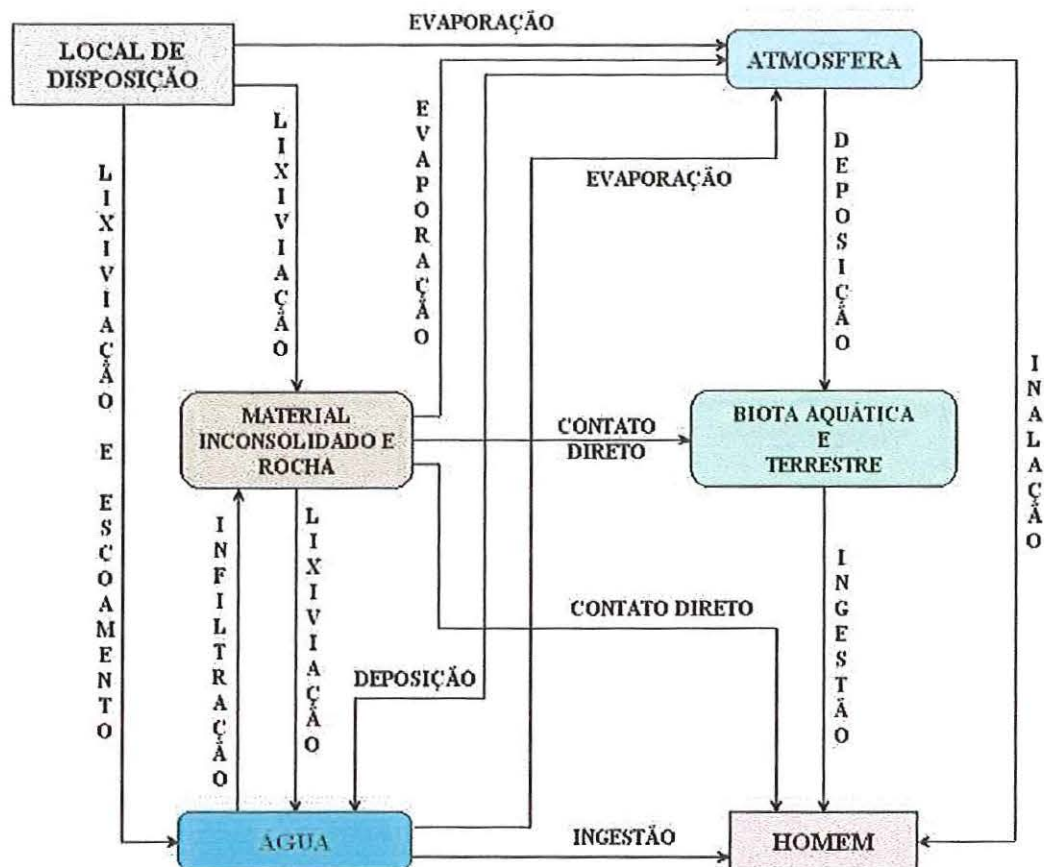 EVAPORAÇÃO
LOCAL DE
DISPOSIÇÃO
ATMOSFERA
LIXIVIAÇÃO
EVAPORAÇÃO
EVAPORAÇÃO
DEPOSIÇÃO
LIXIVIAÇÃO E ESCOAMENTO
INALAÇÃO
MATERIAL
INCONSOLIDADO E
ROCHA
CONTATO
DIRETO
BIOTA AQUÁTICA
E
TERRESTRE
INFILTRAÇÃO
LIXIVIAÇÃO
CONTATO DIRETO
INGESTÃO
DEPOSIÇÃO
ÁGUA
INGESTÃO
HOMEM